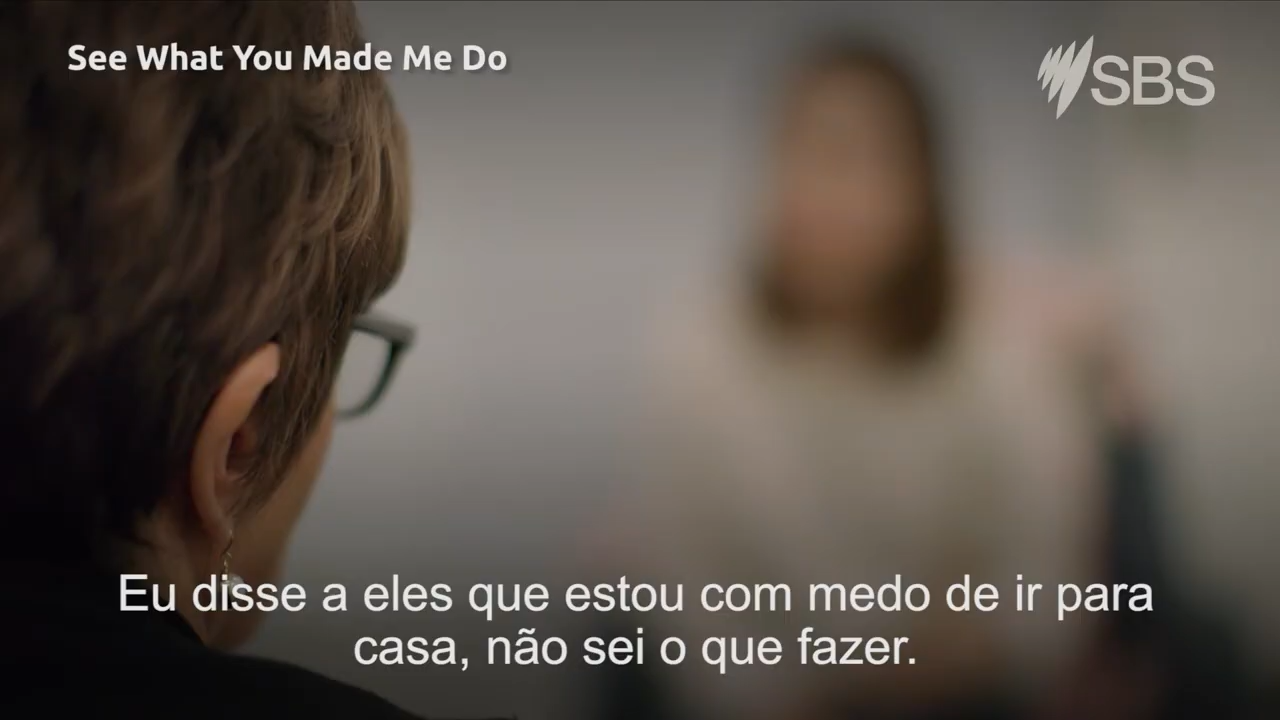 See What You Made Me Do
SBS
Eu disse a eles que estou com medo de ir para
casa, não sei o que fazer.